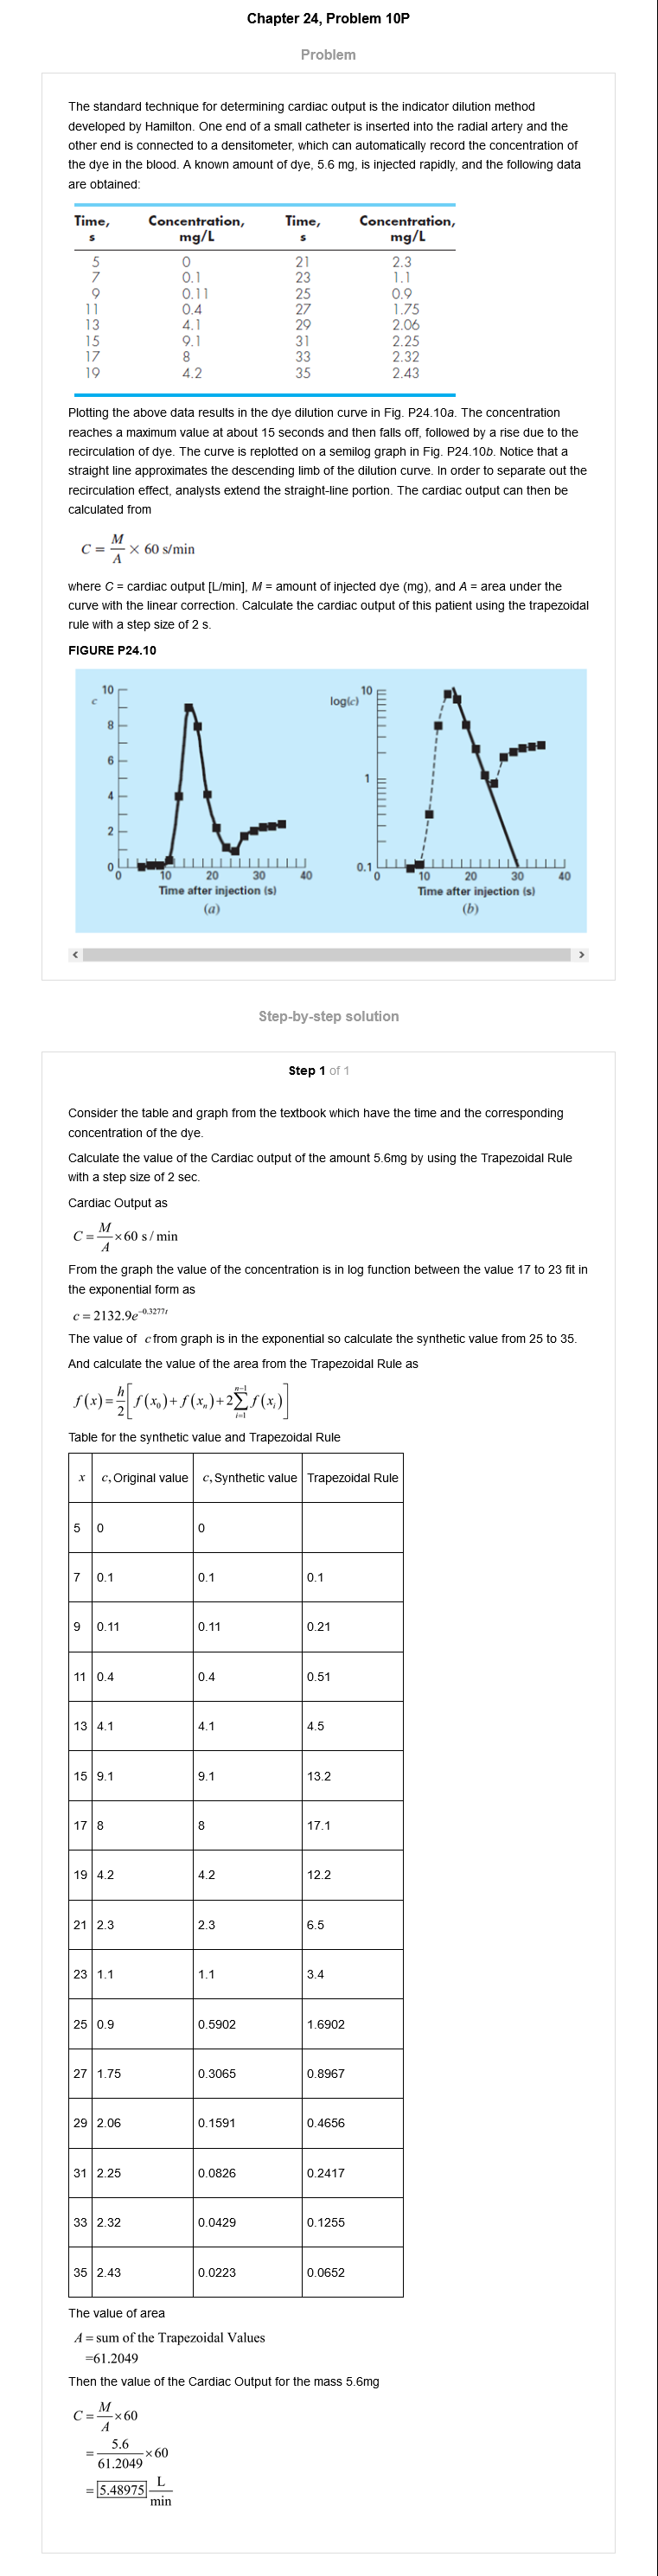 Chapter 24, Problem 10P
Problem
The standard technique for determining cardiac output is the indicator dilution method
developed by Hamilton. One end of a small catheter is inserted into the radial artery and the
other end is connected to a densitometer, which can automatically record the concentration of
the dye in the blood. A known amount of dye, 5.6 mg, is injected rapidly, and the following data
are obtained:
Time, s Concentration, mg/L Time, s Concentration, mg/L
5 0 21 2.3
7 0.1 23 1.1
9 0.11 25 0.9
11 0.4 27 1.75
13 4.1 29 2.06
15 9.1 31 2.25
17 8 33 2.32
19 4.2 35 2.43
Plotting the above data results in the dye dilution curve in Fig. P24.10a. The concentration
reaches a maximum value at about 15 seconds and then falls off, followed by a rise due to the
recirculation of dye. The curve is replotted on a semilog graph in Fig. P24.10b. Notice that a
straight line approximates the descending limb of the dilution curve. In order to separate out the
recirculation effect, analysts extend the straight-line portion. The cardiac output can then be
calculated from
C = M/A × 60 s/min
where C = cardiac output [L/min], M = amount of injected dye (mg), and A = area under the
curve with the linear correction. Calculate the cardiac output of this patient using the trapezoidal
rule with a step size of 2 s.
FIGURE P24.10
c
10
8
6
4
2
0
0 10 20 30 40
Time after injection (s)
(a)
log(c)
10
1
0.1
0 10 20 30 40
Time after injection (s)
(b)
Step-by-step solution
Step 1 of 1
Consider the table and graph from the textbook which have the time and the corresponding
concentration of the dye.
Calculate the value of the Cardiac output of the amount 5.6mg by using the Trapezoidal Rule
with a step size of 2 sec.
Cardiac Output as
C = M/A × 60 s / min
From the graph the value of the concentration is in log function between the value 17 to 23 fit in
the exponential form as
c = 2132.9e^(-0.3277t)
The value of c from graph is in the exponential so calculate the synthetic value from 25 to 35.
And calculate the value of the area from the Trapezoidal Rule as
f(x) = h/2 [ f(x₀) + f(xₙ) + 2 ∑_{i=1}^{n-1} f(xᵢ) ]
Table for the synthetic value and Trapezoidal Rule
x c, Original value c, Synthetic value Trapezoidal Rule
5 0 0
7 0.1 0.1 0.1
9 0.11 0.11 0.21
11 0.4 0.4 0.51
13 4.1 4.1 4.5
15 9.1 9.1 13.2
17 8 8 17.1
19 4.2 4.2 12.2
21 2.3 2.3 6.5
23 1.1 1.1 3.4
25 0.9 0.5902 1.6902
27 1.75 0.3065 0.8967
29 2.06 0.1591 0.4656
31 2.25 0.0826 0.2417
33 2.32 0.0429 0.1255
35 2.43 0.0223 0.0652
The value of area
A = sum of the Trapezoidal Values
=61.2049
Then the value of the Cardiac Output for the mass 5.6mg
C = M/A × 60
= 5.6/61.2049 × 60
= 5.48975 L/min